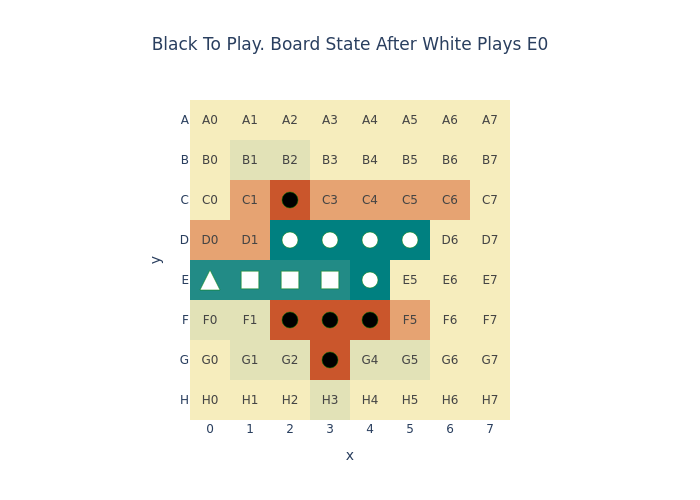 Black To Play. Board State After White Plays E0
A A0 A1 A2 A3 A4 A5 A6 A7
B B0 B1 B2 B3 B4 B5 B6 B7
C C0 C1 C3 C4 C5 C6 C7
D D0 D1 D6 D7
y
E E5 E6 E7
F F0 F1 F5 F6 F7
G G0 G1 G2 G4 G5 G6 G7
H H0 H1 H2 H3 H4 H5 H6 H7
0 1 2 3 4 5 6 7
x